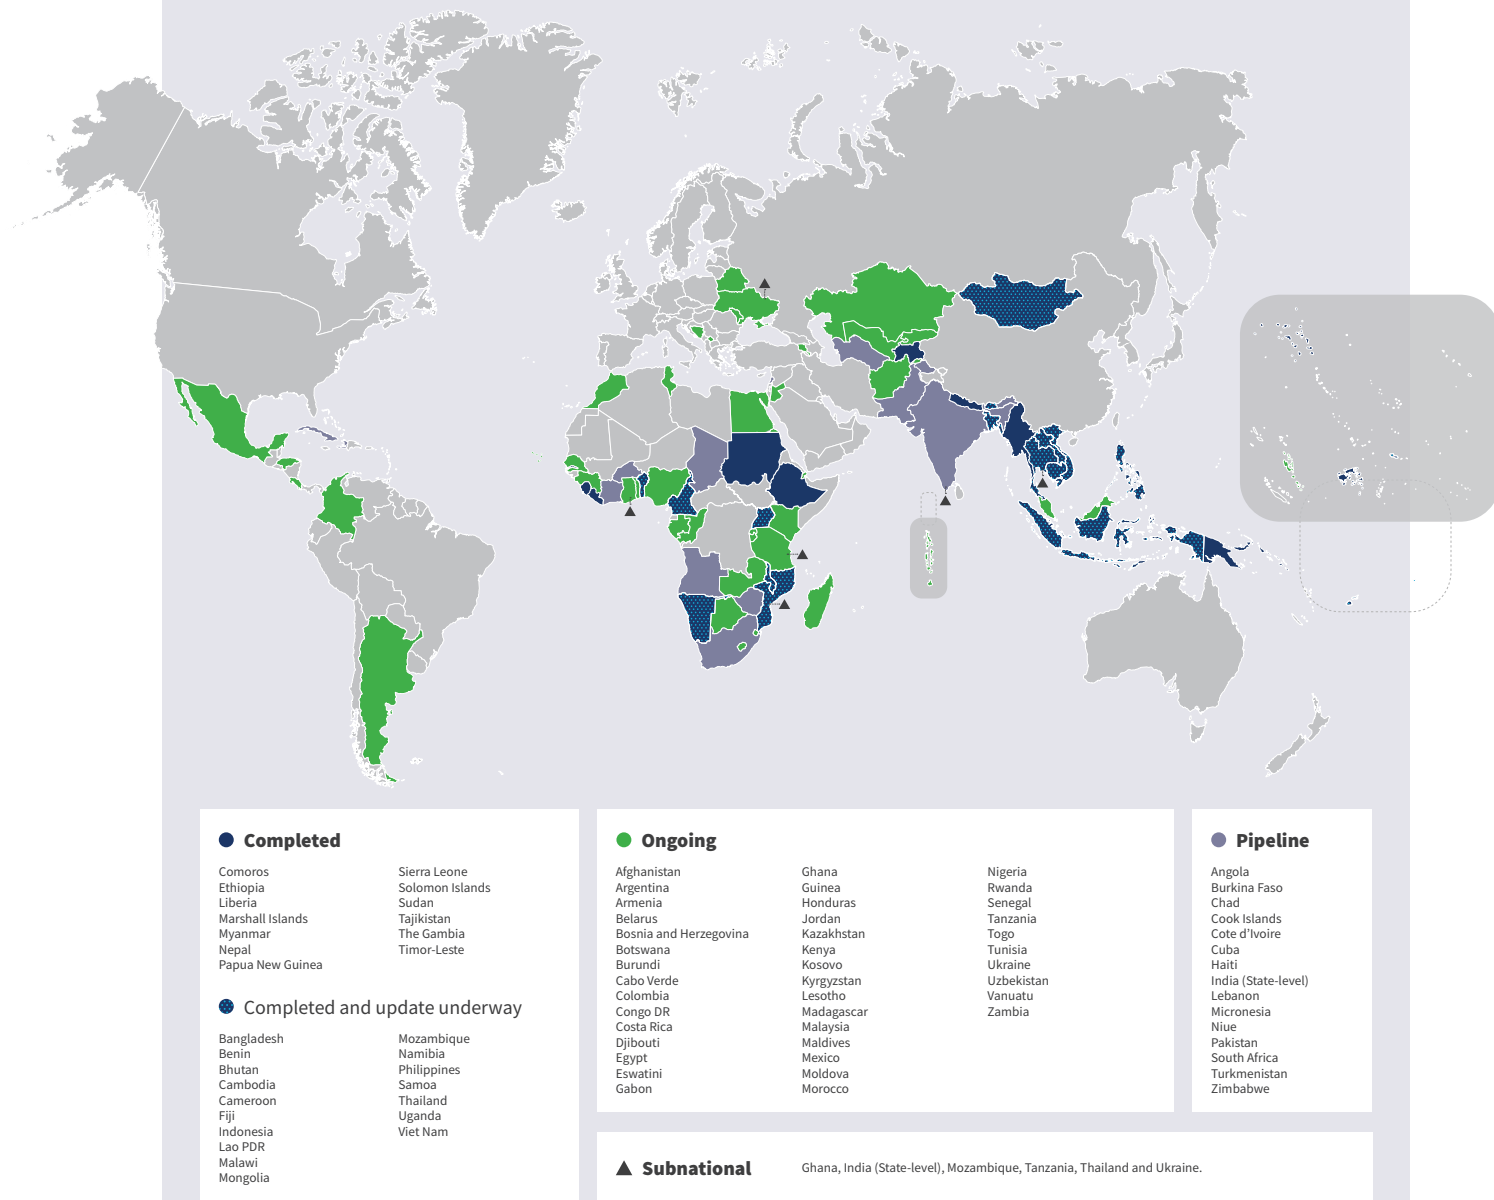 Completed
Comoros
Ethiopia
Liberia
Marshall Islands
Myanmar
Nepal
Papua New Guinea
Sierra Leone
Solomon Islands
Sudan
Tajikistan
The Gambia
Timor-Leste
Completed and update underway
Bangladesh
Benin
Bhutan
Cambodia
Cameroon
Fiji
Indonesia
Lao PDR
Malawi
Mongolia
Mozambique
Namibia
Philippines
Samoa
Thailand
Uganda
Viet Nam
Ongoing
Afghanistan
Argentina
Armenia
Belarus
Bosnia and Herzegovina
Botswana
Burundi
Cabo Verde
Colombia
Congo DR
Costa Rica
Djibouti
Egypt
Eswatini
Gabon
Ghana
Guinea
Honduras
Jordan
Kazakhstan
Kenya
Kosovo
Kyrgyzstan
Lesotho
Madagascar
Malaysia
Maldives
Mexico
Moldova
Morocco
Nigeria
Rwanda
Senegal
Tanzania
Togo
Tunisia
Ukraine
Uzbekistan
Vanuatu
Zambia
Pipeline
Angola
Burkina Faso
Chad
Cook Islands
Cote d’Ivoire
Cuba
Haiti
India (State-level)
Lebanon
Micronesia
Niue
Pakistan
South Africa
Turkmenistan
Zimbabwe
Subnational
Ghana, India (State-level), Mozambique, Tanzania, Thailand and Ukraine.